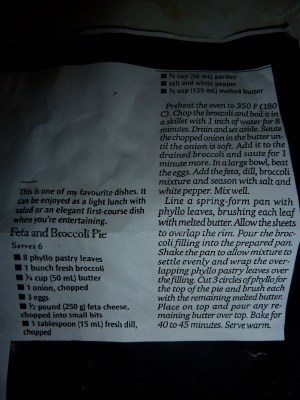 This is one of my favourite dishes. It
can be enjoyed as a light lunch with
salad or an elegant first-course dish
when you're entertaining.
Feta and Broccoli Pie
Serves 6
■ 8 phyllo pastry leaves
■ 1 bunch fresh broccoli
■ ¼ cup (50 mL) butter
■ 1 onion, chopped
■ 3 eggs
■ ½ pound (250 g) feta cheese,
chopped into small bits
■ 1 tablespoon (15 mL) fresh dill,
chopped
■ ¼ cup (50 mL) parsley
■ salt and white pepper
■ ½ cup (125 mL) melted butter
Preheat the oven to 350 F (180
C). Chop the broccoli and boil it in
a skillet with 1 inch of water for 8
minutes. Drain and set aside. Saute
the chopped onion in the butter un-
til the onion is soft. Add it to the
drained broccoli and saute for 1
minute more. In a large bowl, beat
the eggs. Add the feta, dill, broccoli
mixture and season with salt and
white pepper. Mix well.
Line a spring-form pan with
phyllo leaves, brushing each leaf
with melted butter. Allow the sheets
to overlap the rim. Pour the broc-
coli filling into the prepared pan.
Shake the pan to allow mixture to
settle evenly and wrap the over-
lapping phyllo pastry leaves over
the filling. Cut 3 circles of phyllo for
the top of the pie and brush each
with the remaining melted butter.
Place on top and pour any re-
maining butter over top. Bake for
40 to 45 minutes. Serve warm.